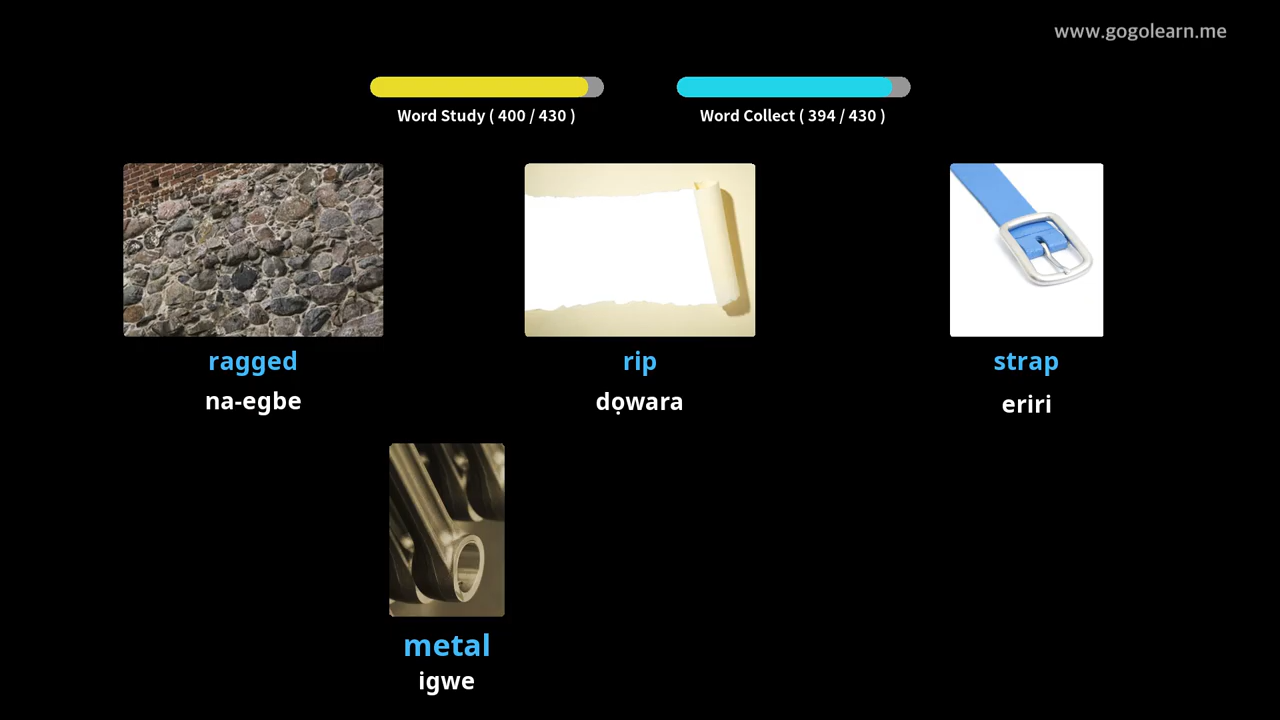 www.gogolearn.me
Word Study ( 400 / 430 )
Word Collect ( 394 / 430 )
ragged
rip
strap
na-egbe
dọwara
eriri
metal
igwe